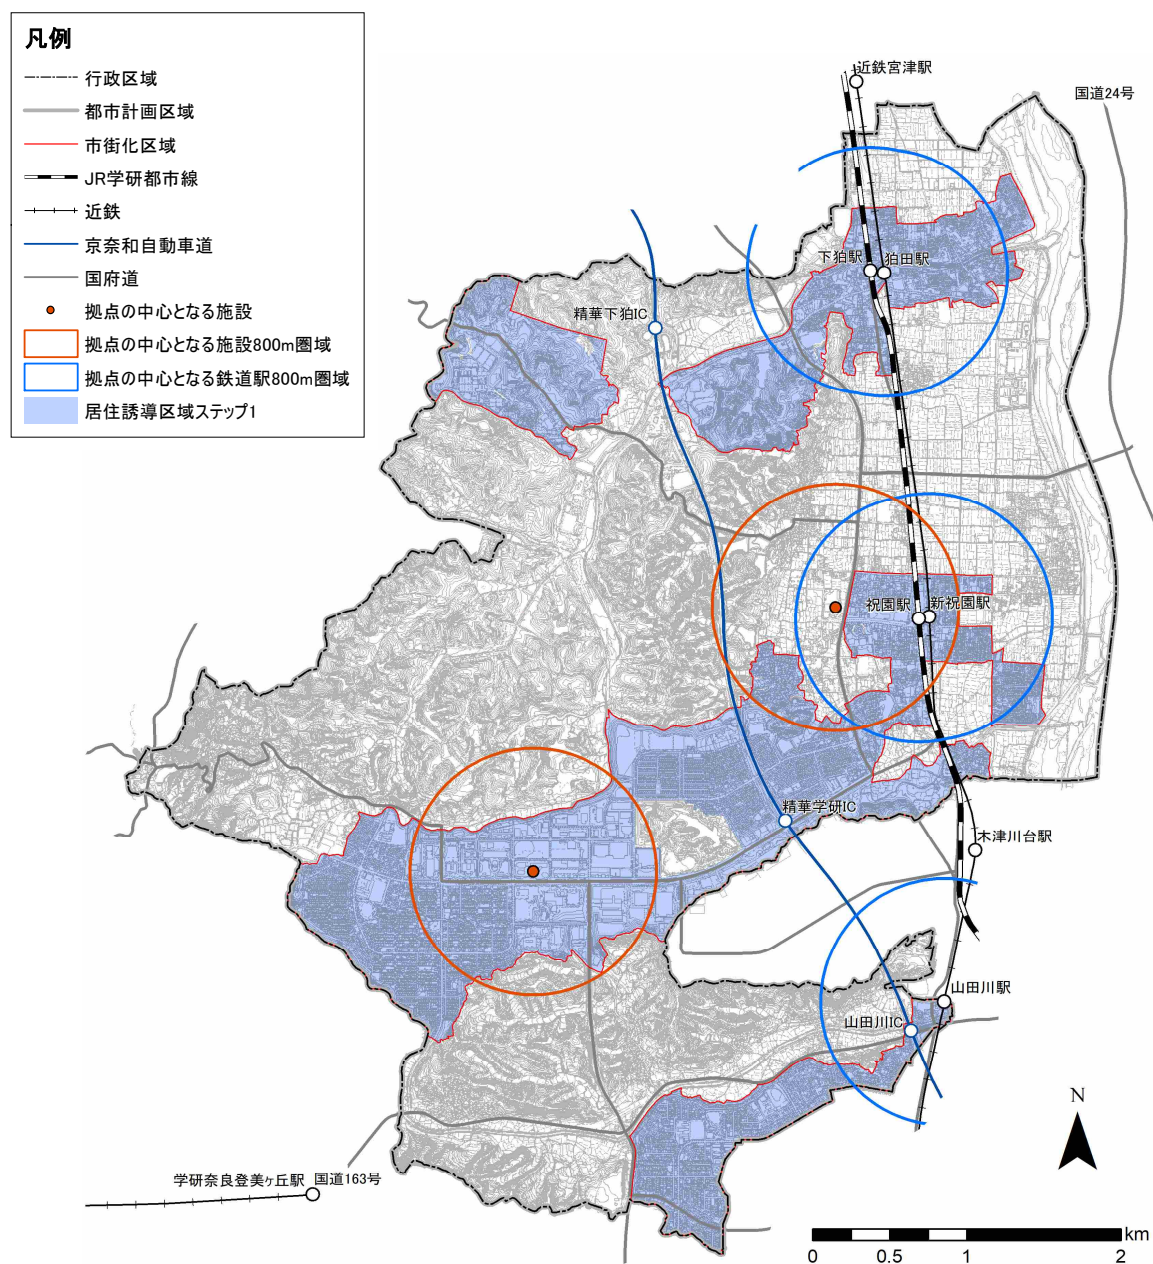 凡例
行政区域
都市計画区域
市街化区域
JR学研都市線
近鉄
京奈和自動車道
国府道
拠点の中心となる施設
拠点の中心となる施設800m圏域
拠点の中心となる鉄道駅800m圏域
居住誘導区域ステップ1
近鉄宮津駅
国道24号
下狛駅
狛田駅
精華下狛IC
祝園駅
新祝園駅
精華学研IC
木津川台駅
山田川駅
山田川IC
学研奈良登美ヶ丘駅
国道163号
N
km
0
0.5
1
2